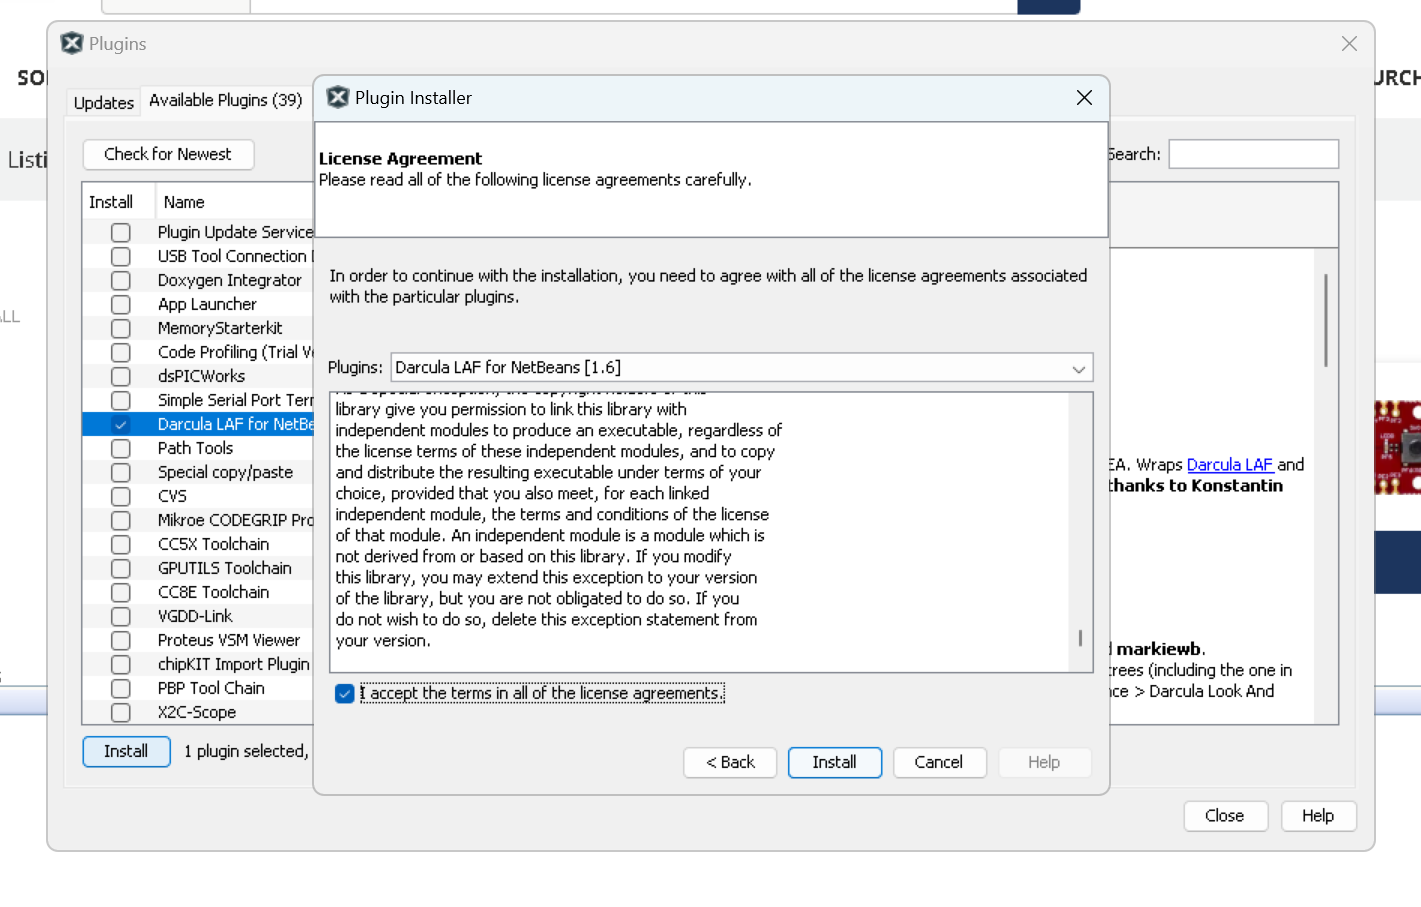 Plugins
Updates
Available Plugins (39)
Plugin Installer
Check for Newest
License Agreement
Please read all of the following license agreements carefully.
Search:
Install
Name
Plugin Update Service
USB Tool Connection
Doxygen Integrator
App Launcher
MemoryStarterkit
Code Profiling (Trial
dsPICWorks
Simple Serial Port
Darcula LAF for
Path Tools
Special copy/paste
CVS
Mikroe CODEGRIP
CC5X Toolchain
GPUTILS Toolchain
CC8E Toolchain
VGDD-Link
Proteus VSM Viewer
chipKIT Import Plugin
PBP Tool Chain
X2C-Scope
In order to continue with the installation, you need to agree with all of the license agreements associated
with the particular plugins.
Plugins:
Darcula LAF for NetBeans [1.6]
library give you permission to link this library with
independent modules to produce an executable, regardless of
the license terms of these independent modules, and to copy
and distribute the resulting executable under terms of your
choice, provided that you also meet, for each linked
independent module, the terms and conditions of the license
of that module. An independent module is a module which is
not derived from or based on this library. If you modify
this library, you may extend this exception to your version
of the library, but you are not obligated to do so. If you
do not wish to do so, delete this exception statement from
your version.
I accept the terms in all of the license agreements.
EA. Wraps Darcula LAF and
thanks to Konstantin
markiewb.
trees (including the one in
> Darcula Look And
Install
1 plugin selected,
< Back
Install
Cancel
Help
Close
Help